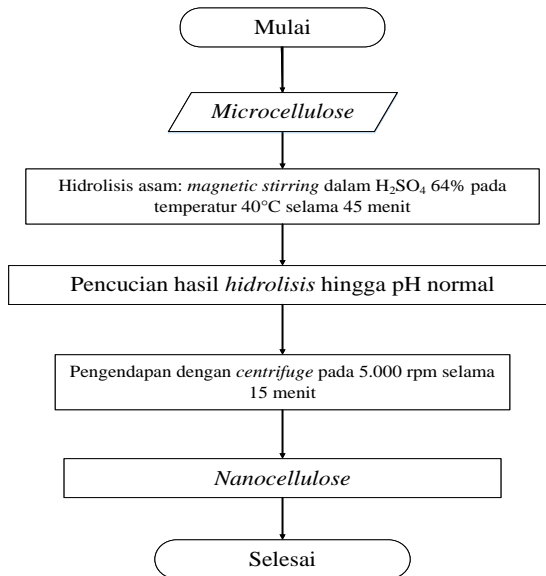 Mulai
Microcellulose
Hidrolisis asam: magnetic stirring dalam H₂SO₄ 64% pada
temperatur 40°C selama 45 menit
Pencucian hasil hidrolisis hingga pH normal
Pengendapan dengan centrifuge pada 5.000 rpm selama
15 menit
Nanocellulose
Selesai